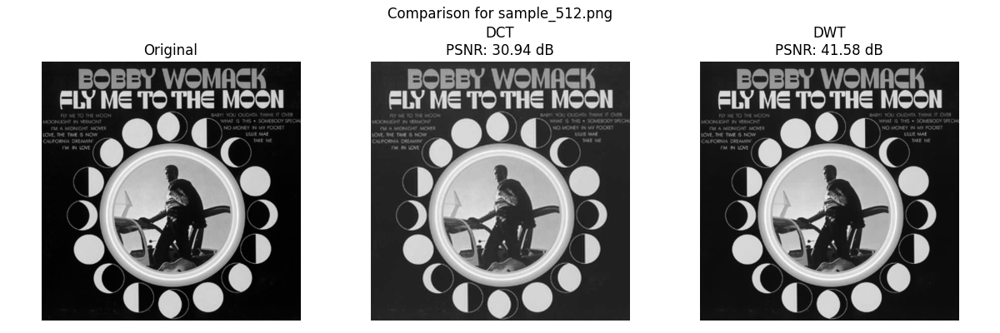 Comparison for sample_512.png
Original
BOBBY WOMACK
FLY ME TO THE MOON
FLY ME TO THE MOON
MOONLIGHT IN VERMONT
I'M A MIDNIGHT MOVER
LOVE, THE TIME IS NOW
CALIFORNIA DREAMIN'
I'M IN LOVE
BABY! YOU OUGHTA THINK IT OVER
WHAT IS THIS • SOMEBODY SPECIAL
NO MONEY IN MY POCKET
LILLIE MAE
TAKE ME
DCT
PSNR: 30.94 dB
BOBBY WOMACK
FLY ME TO THE MOON
FLY ME TO THE MOON
MOONLIGHT IN VERMONT
I'M A MIDNIGHT MOVER
LOVE, THE TIME IS NOW
CALIFORNIA DREAMIN'
I'M IN LOVE
BABY! YOU OUGHTA THINK IT OVER
WHAT IS THIS • SOMEBODY SPECIAL
NO MONEY IN MY POCKET
LILLIE MAE
TAKE ME
DWT
PSNR: 41.58 dB
BOBBY WOMACK
FLY ME TO THE MOON
FLY ME TO THE MOON
MOONLIGHT IN VERMONT
I'M A MIDNIGHT MOVER
LOVE, THE TIME IS NOW
CALIFORNIA DREAMIN'
I'M IN LOVE
BABY! YOU OUGHTA THINK IT OVER
WHAT IS THIS • SOMEBODY SPECIAL
NO MONEY IN MY POCKET
LILLIE MAE
TAKE ME